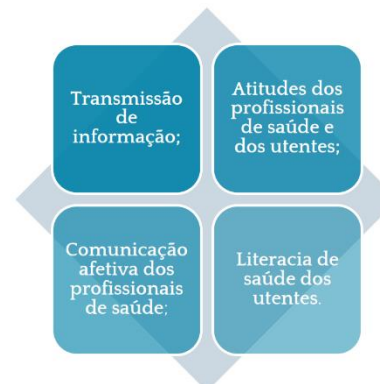 Transmissão
de
informação;
Atitudes dos
profissionais
de saúde e
dos utentes;
Comunicação
afetiva dos
profissionais
de saúde;
Literacia de
saúde dos
utentes.